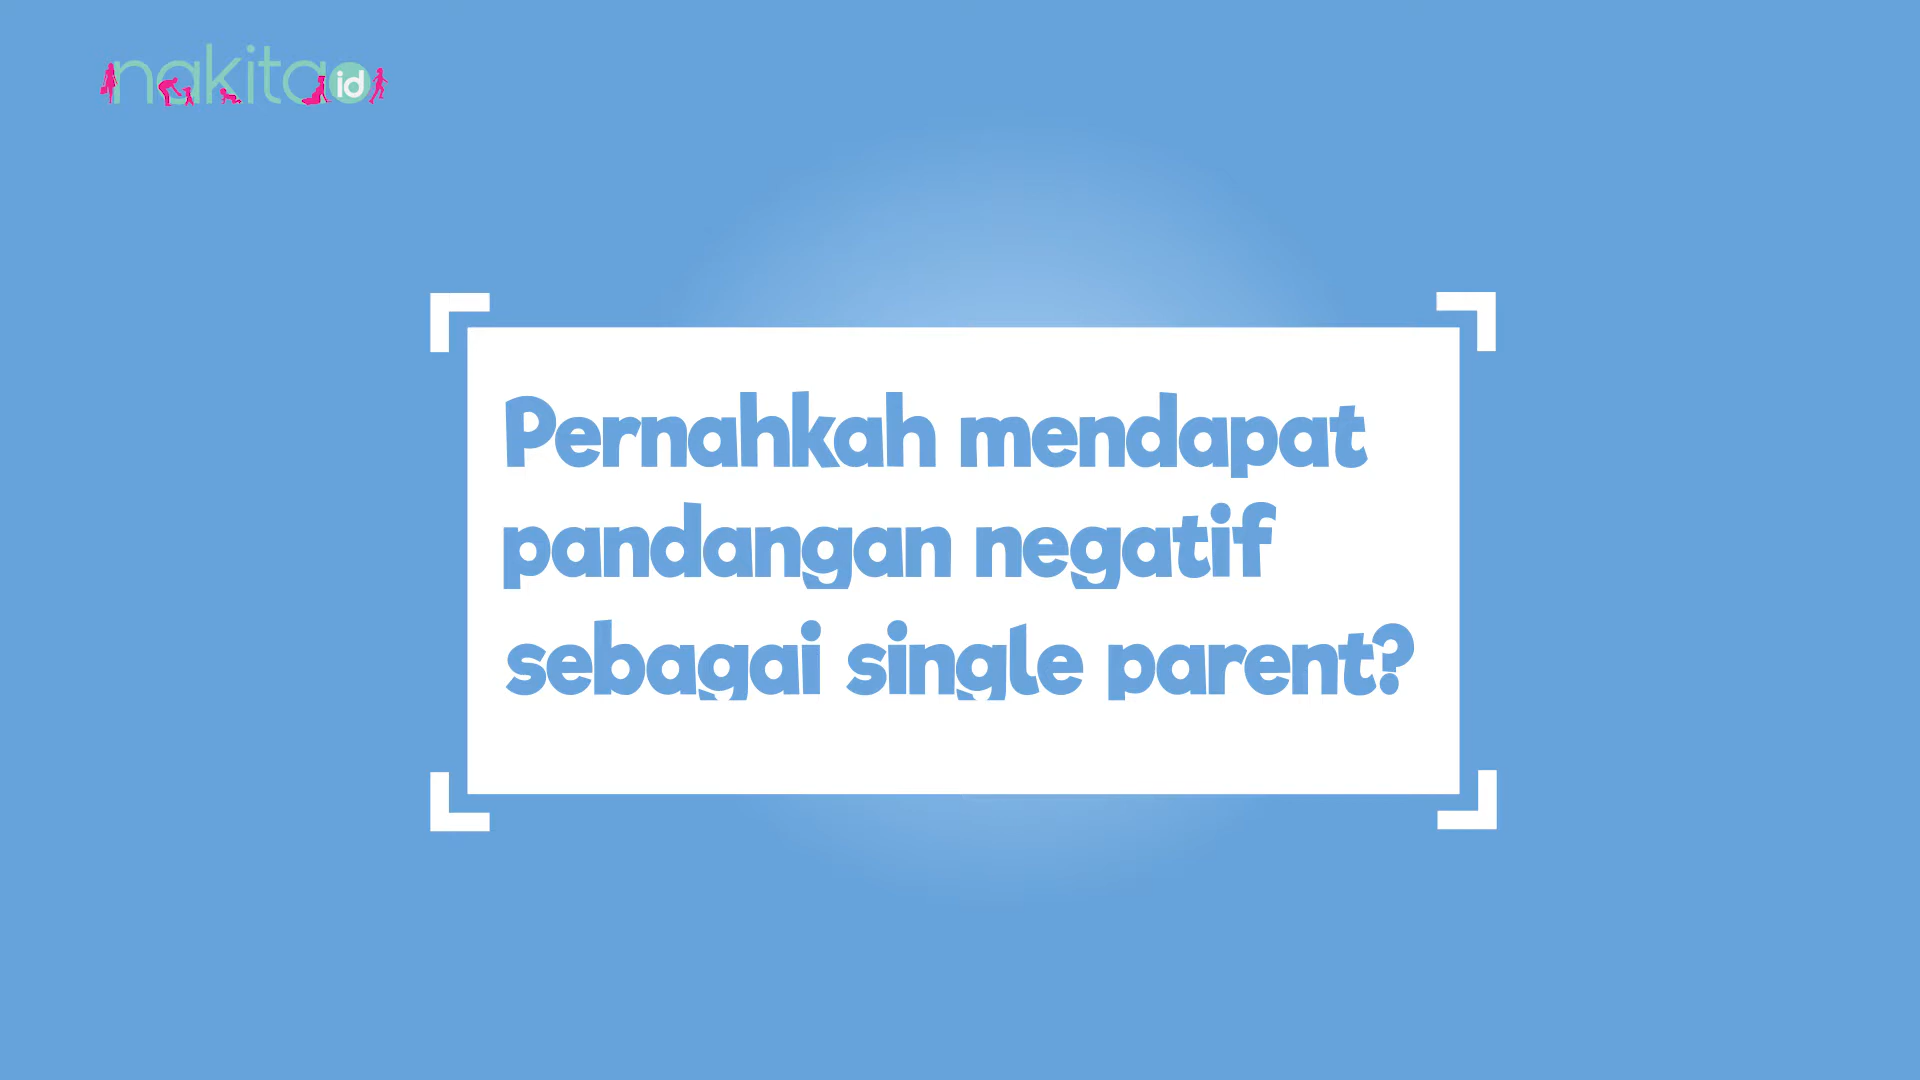 nakita id
Pernahkah mendapat
pandangan negatif
sebagai single parent?